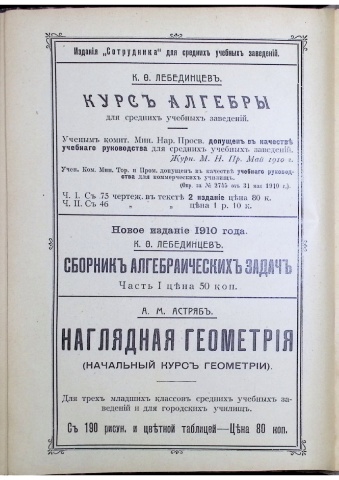 Изданія „Сотрудника" для среднихъ учебныхъ заведеній.
К. Ѳ. ЛЕБЕДИНЦЕВЪ.
КУРСЪ АЛГЕБРЫ
для среднихъ учебныхъ заведеній.
Ученымъ комит. Мин. Нар. Просв. допущенъ въ качествѣ
учебнаго руководства для среднихъ учебныхъ заведеній.
Журн. М. Н. Пр. Май 1910 г.
Учен. Ком. Мин. Тор. и Пром. допущенъ въ качествѣ учебнаго руковод-
ства для коммерческихъ училищъ.
(Отр. за № 2755 отъ 31 мая 1910 г.).
Ч. I. Съ 75 чертеж. въ текстѣ 2 изданіе цѣна 80 к.
Ч. II. Съ 46 „ „ цѣна 1 р. 10 к.
Новое изданіе 1910 года.
К. Ѳ. ЛЕБЕДИНЦЕВЪ.
СБОРНИКЪ АЛГЕБРАИЧЕСКИХЪ ЗАДАЧЪ
Часть I цѣна 50 коп.
А. М. АСТРЯБЪ.
НАГЛЯДНАЯ ГЕОМЕТРІЯ
(НАЧАЛЬНЫЙ КУРСЪ ГЕОМЕТРІИ).
Для трехъ младшихъ классовъ среднихъ учебныхъ за-
веденій и для городскихъ училищъ.
Съ 190 рисун. и цвѣтной таблицей—Цѣна 80 коп.